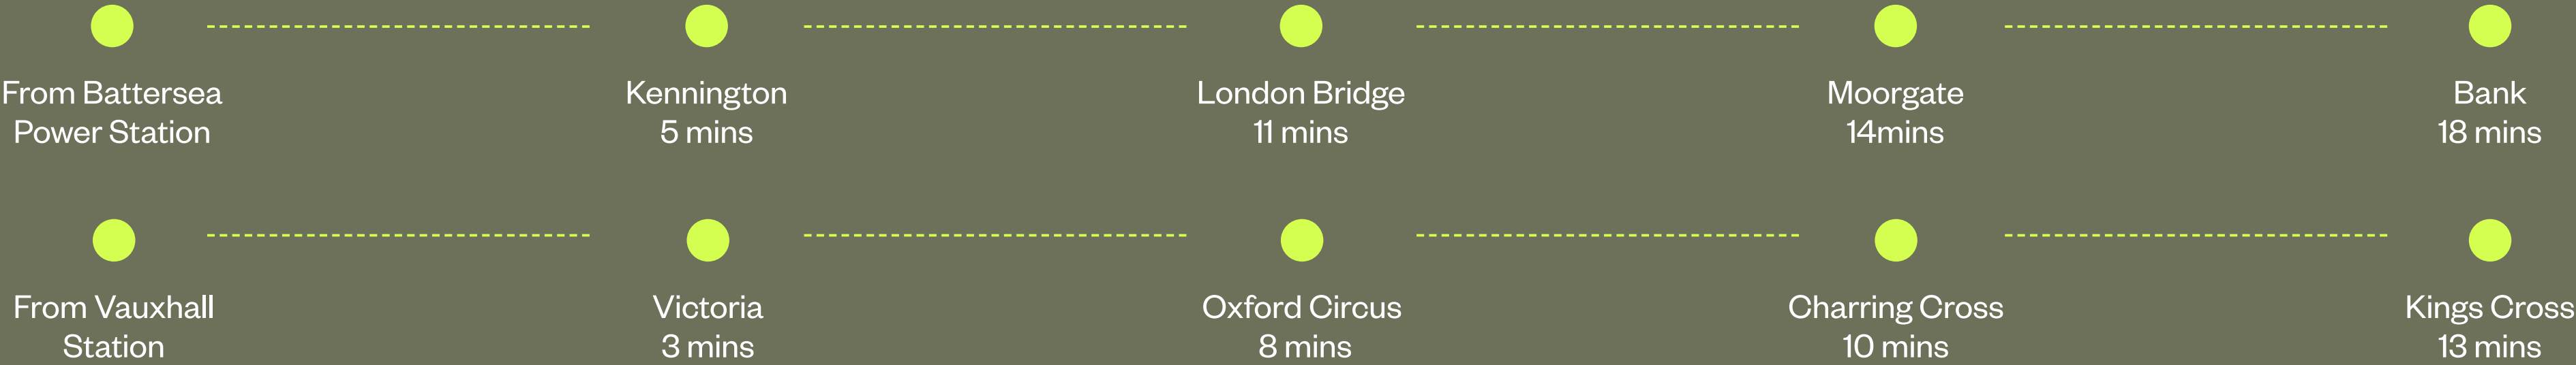 From Battersea
Power Station
Kennington
5 mins
London Bridge
11 mins
Moorgate
14mins
Bank
18 mins
From Vauxhall
Station
Victoria
3 mins
Oxford Circus
8 mins
Charring Cross
10 mins
Kings Cross
13 mins